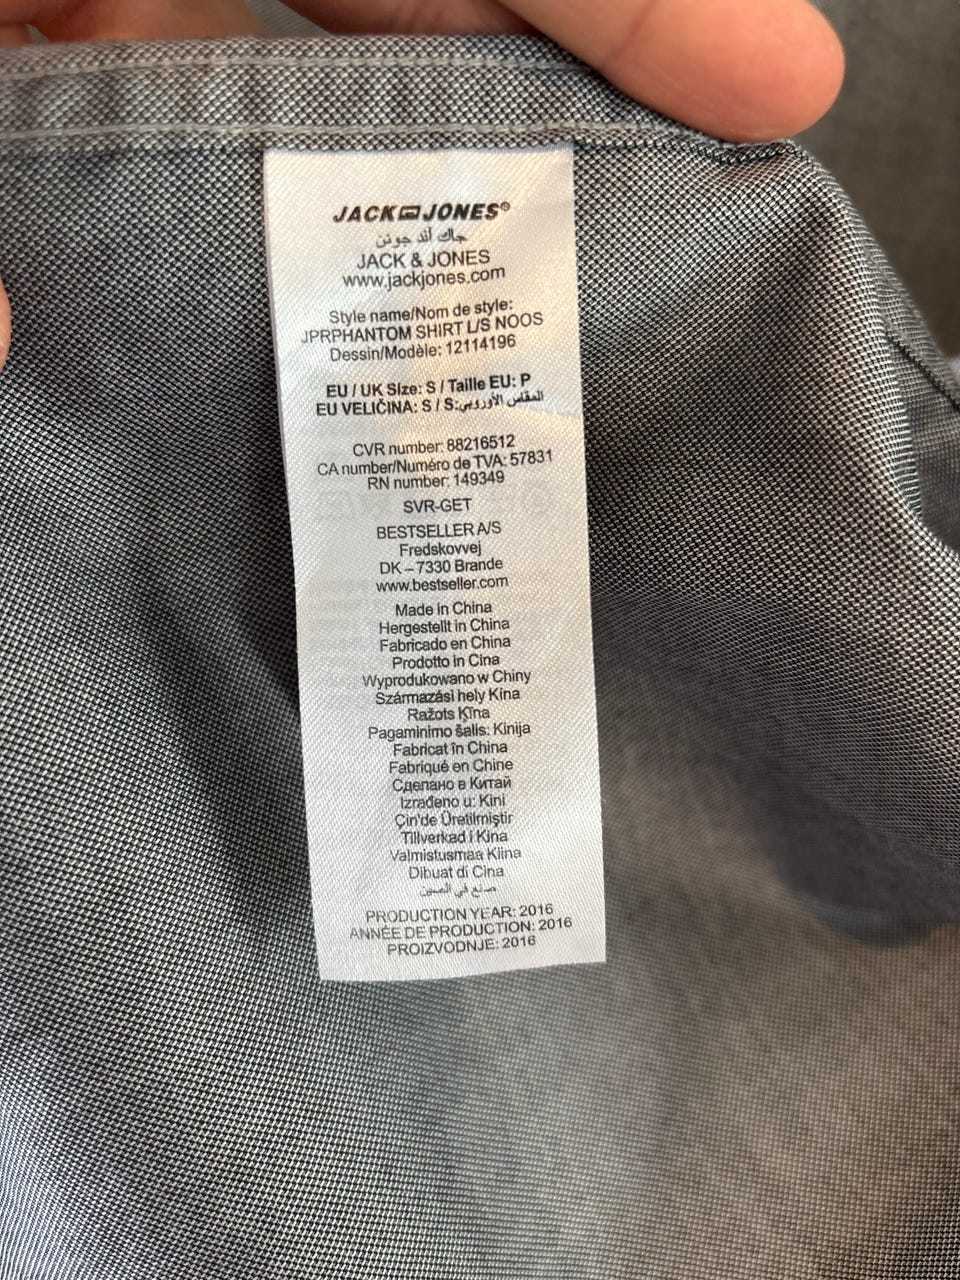 JACK JONES®
جاك أند جونز
JACK & JONES
www.jackjones.com
Style name/Nom de style:
JPRPHANTOM SHIRT L/S NOOS
Dessin/Modèle: 12114196
EU / UK Size: S / Taille EU: P
EU VELIČINA: S / S:المقاس الأوروبي
CVR number: 88216512
CA number/Numéro de TVA: 57831
RN number: 149349
SVR-GET
BESTSELLER A/S
Fredskovvej
DK – 7330 Brande
www.bestseller.com
Made in China
Hergestellt in China
Fabricado en China
Prodotto in Cina
Wyprodukowano w Chiny
Származási hely Kína
Ražots Ķīna
Pagaminimo šalis: Kinija
Fabricat în China
Fabriqué en Chine
Сделано в Китай
Izrađeno u: Kini
Çin'de Üretilmiştir
Tillverkad i Kina
Valmistusmaa Kiina
Dibuat di Cina
صنع في الصين
PRODUCTION YEAR: 2016
ANNÉE DE PRODUCTION: 2016
PROIZVODNJE: 2016